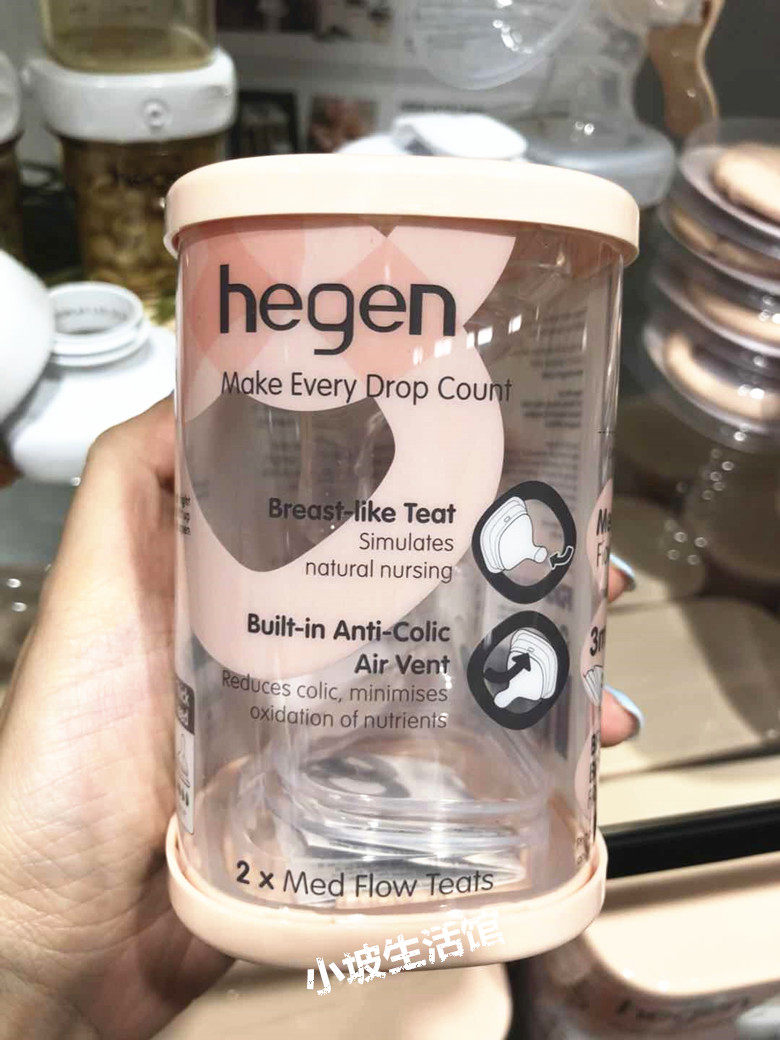 hegen
Make Every Drop Count
Breast-like Teat
Simulates
natural nursing
Built-in Anti-Colic
Air Vent
Reduces colic, minimises
oxidation of nutrients
2 x Med Flow Teats
小坡生活馆